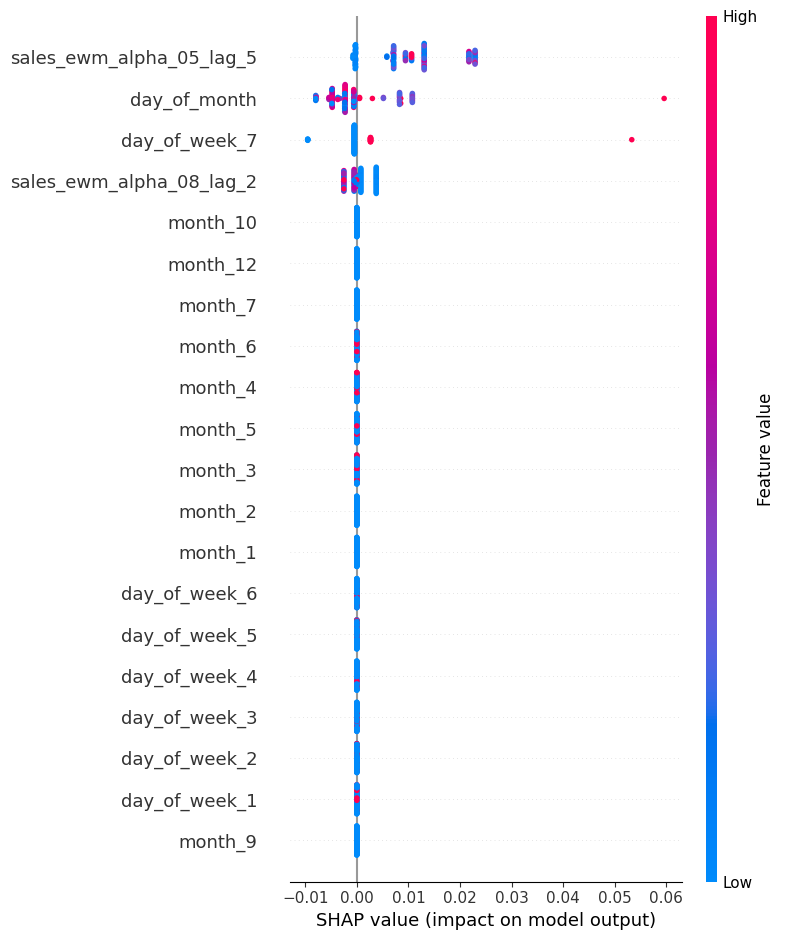 High
sales_ewm_alpha_05_lag_5
day_of_month
day_of_week_7
sales_ewm_alpha_08_lag_2
month_10
month_12
month_7
month_6
month_4
month_5
month_3
month_2
month_1
day_of_week_6
day_of_week_5
day_of_week_4
day_of_week_3
day_of_week_2
day_of_week_1
month_9
Feature value
Low
−0.01 0.00 0.01 0.02 0.03 0.04 0.05 0.06
SHAP value (impact on model output)